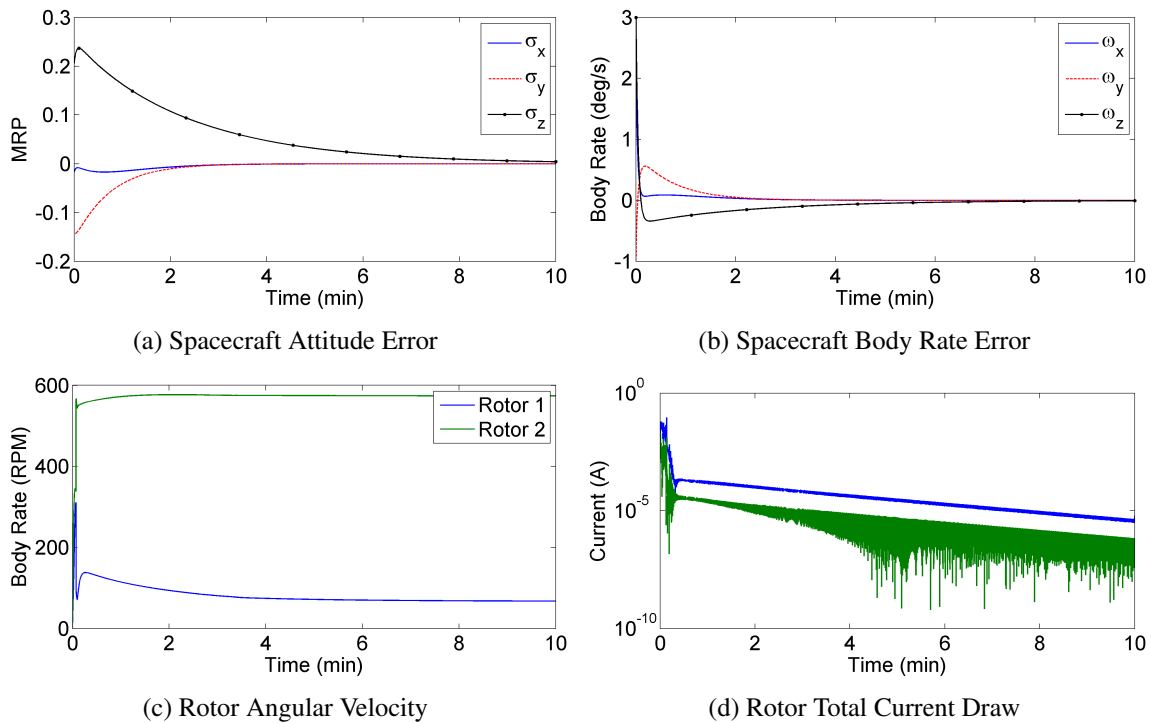 0.3
0.2
0.1
0
-0.1
-0.2
MRP
σx
σy
σz
0 2 4 6 8 10
Time (min)
(a) Spacecraft Attitude Error
3
2
1
0
-1
Body Rate (deg/s)
ωx
ωy
ωz
0 2 4 6 8 10
Time (min)
(b) Spacecraft Body Rate Error
600
400
200
0
Body Rate (RPM)
Rotor 1
Rotor 2
0 2 4 6 8 10
Time (min)
(c) Rotor Angular Velocity
10^0
10^-5
10^-10
Current (A)
0 2 4 6 8 10
Time (min)
(d) Rotor Total Current Draw